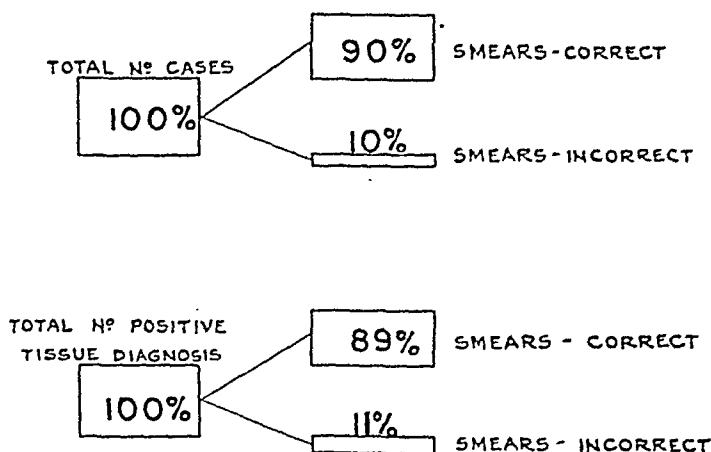 TOTAL Nº CASES
100%
90%
SMEARS-CORRECT
10%
SMEARS-INCORRECT
TOTAL Nº POSITIVE
TISSUE DIAGNOSIS
100%
89%
SMEARS - CORRECT
11%
SMEARS - INCORRECT